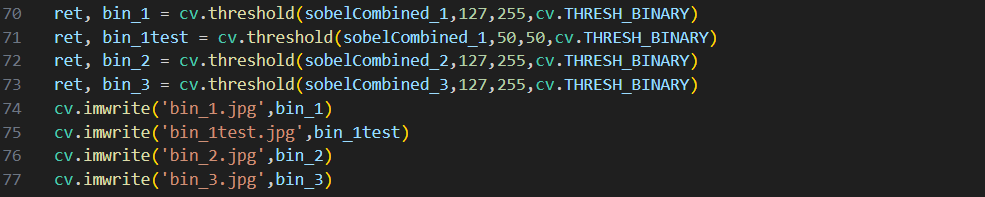 70 ret, bin_1 = cv.threshold(sobelCombined_1,127,255,cv.THRESH_BINARY)
71 ret, bin_1test = cv.threshold(sobelCombined_1,50,50,cv.THRESH_BINARY)
72 ret, bin_2 = cv.threshold(sobelCombined_2,127,255,cv.THRESH_BINARY)
73 ret, bin_3 = cv.threshold(sobelCombined_3,127,255,cv.THRESH_BINARY)
74 cv.imwrite('bin_1.jpg',bin_1)
75 cv.imwrite('bin_1test.jpg',bin_1test)
76 cv.imwrite('bin_2.jpg',bin_2)
77 cv.imwrite('bin_3.jpg',bin_3)